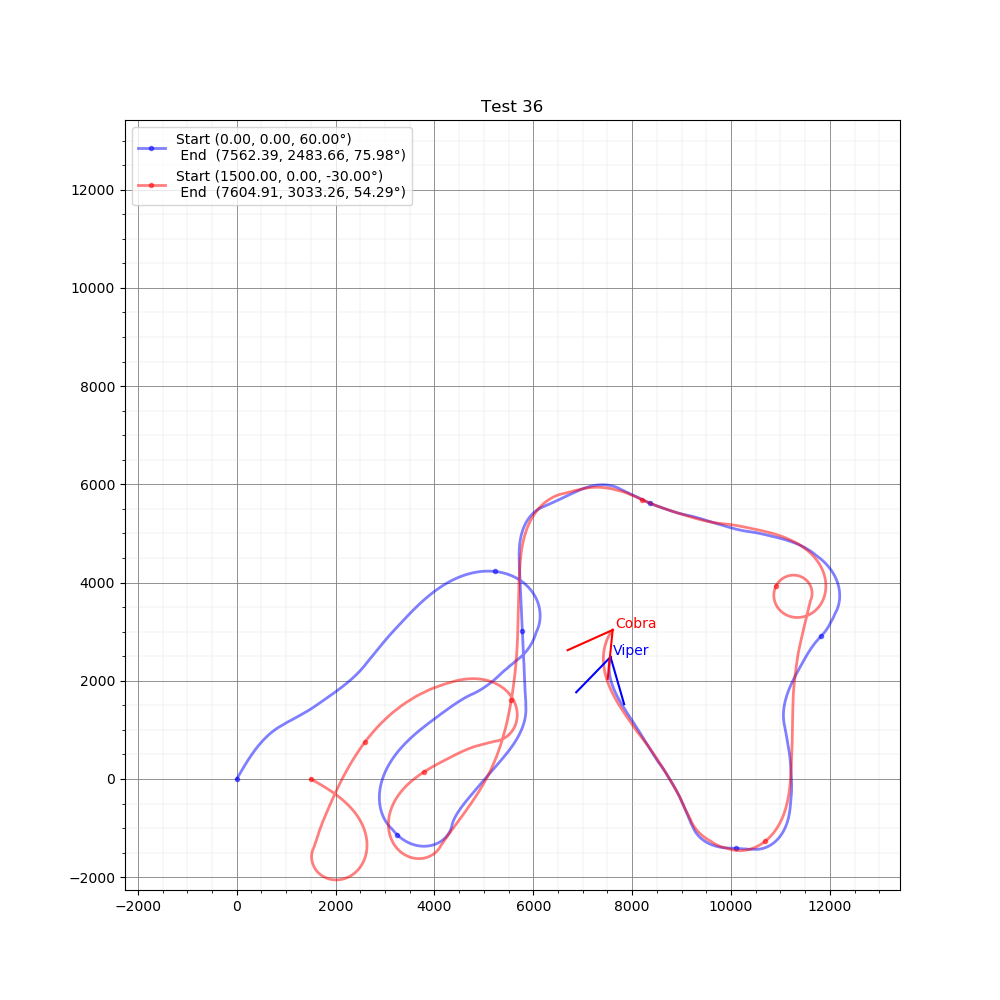 Test 36
Start (0.00, 0.00, 60.00°)
End (7562.39, 2483.66, 75.98°)
Start (1500.00, 0.00, -30.00°)
End (7604.91, 3033.26, 54.29°)
12000
10000
8000
6000
4000
2000
0
−2000
Cobra
Viper
−2000 0 2000 4000 6000 8000 10000 12000